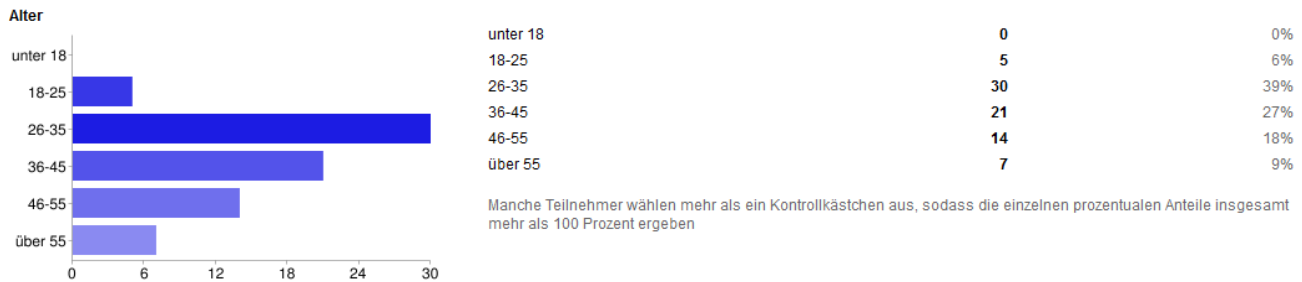 Alter
unter 18
18-25
26-35
36-45
46-55
über 55
0 6 12 18 24 30
unter 18 0 0%
18-25 5 6%
26-35 30 39%
36-45 21 27%
46-55 14 18%
über 55 7 9%
Manche Teilnehmer wählen mehr als ein Kontrollkästchen aus, sodass die einzelnen prozentualen Anteile insgesamt
mehr als 100 Prozent ergeben